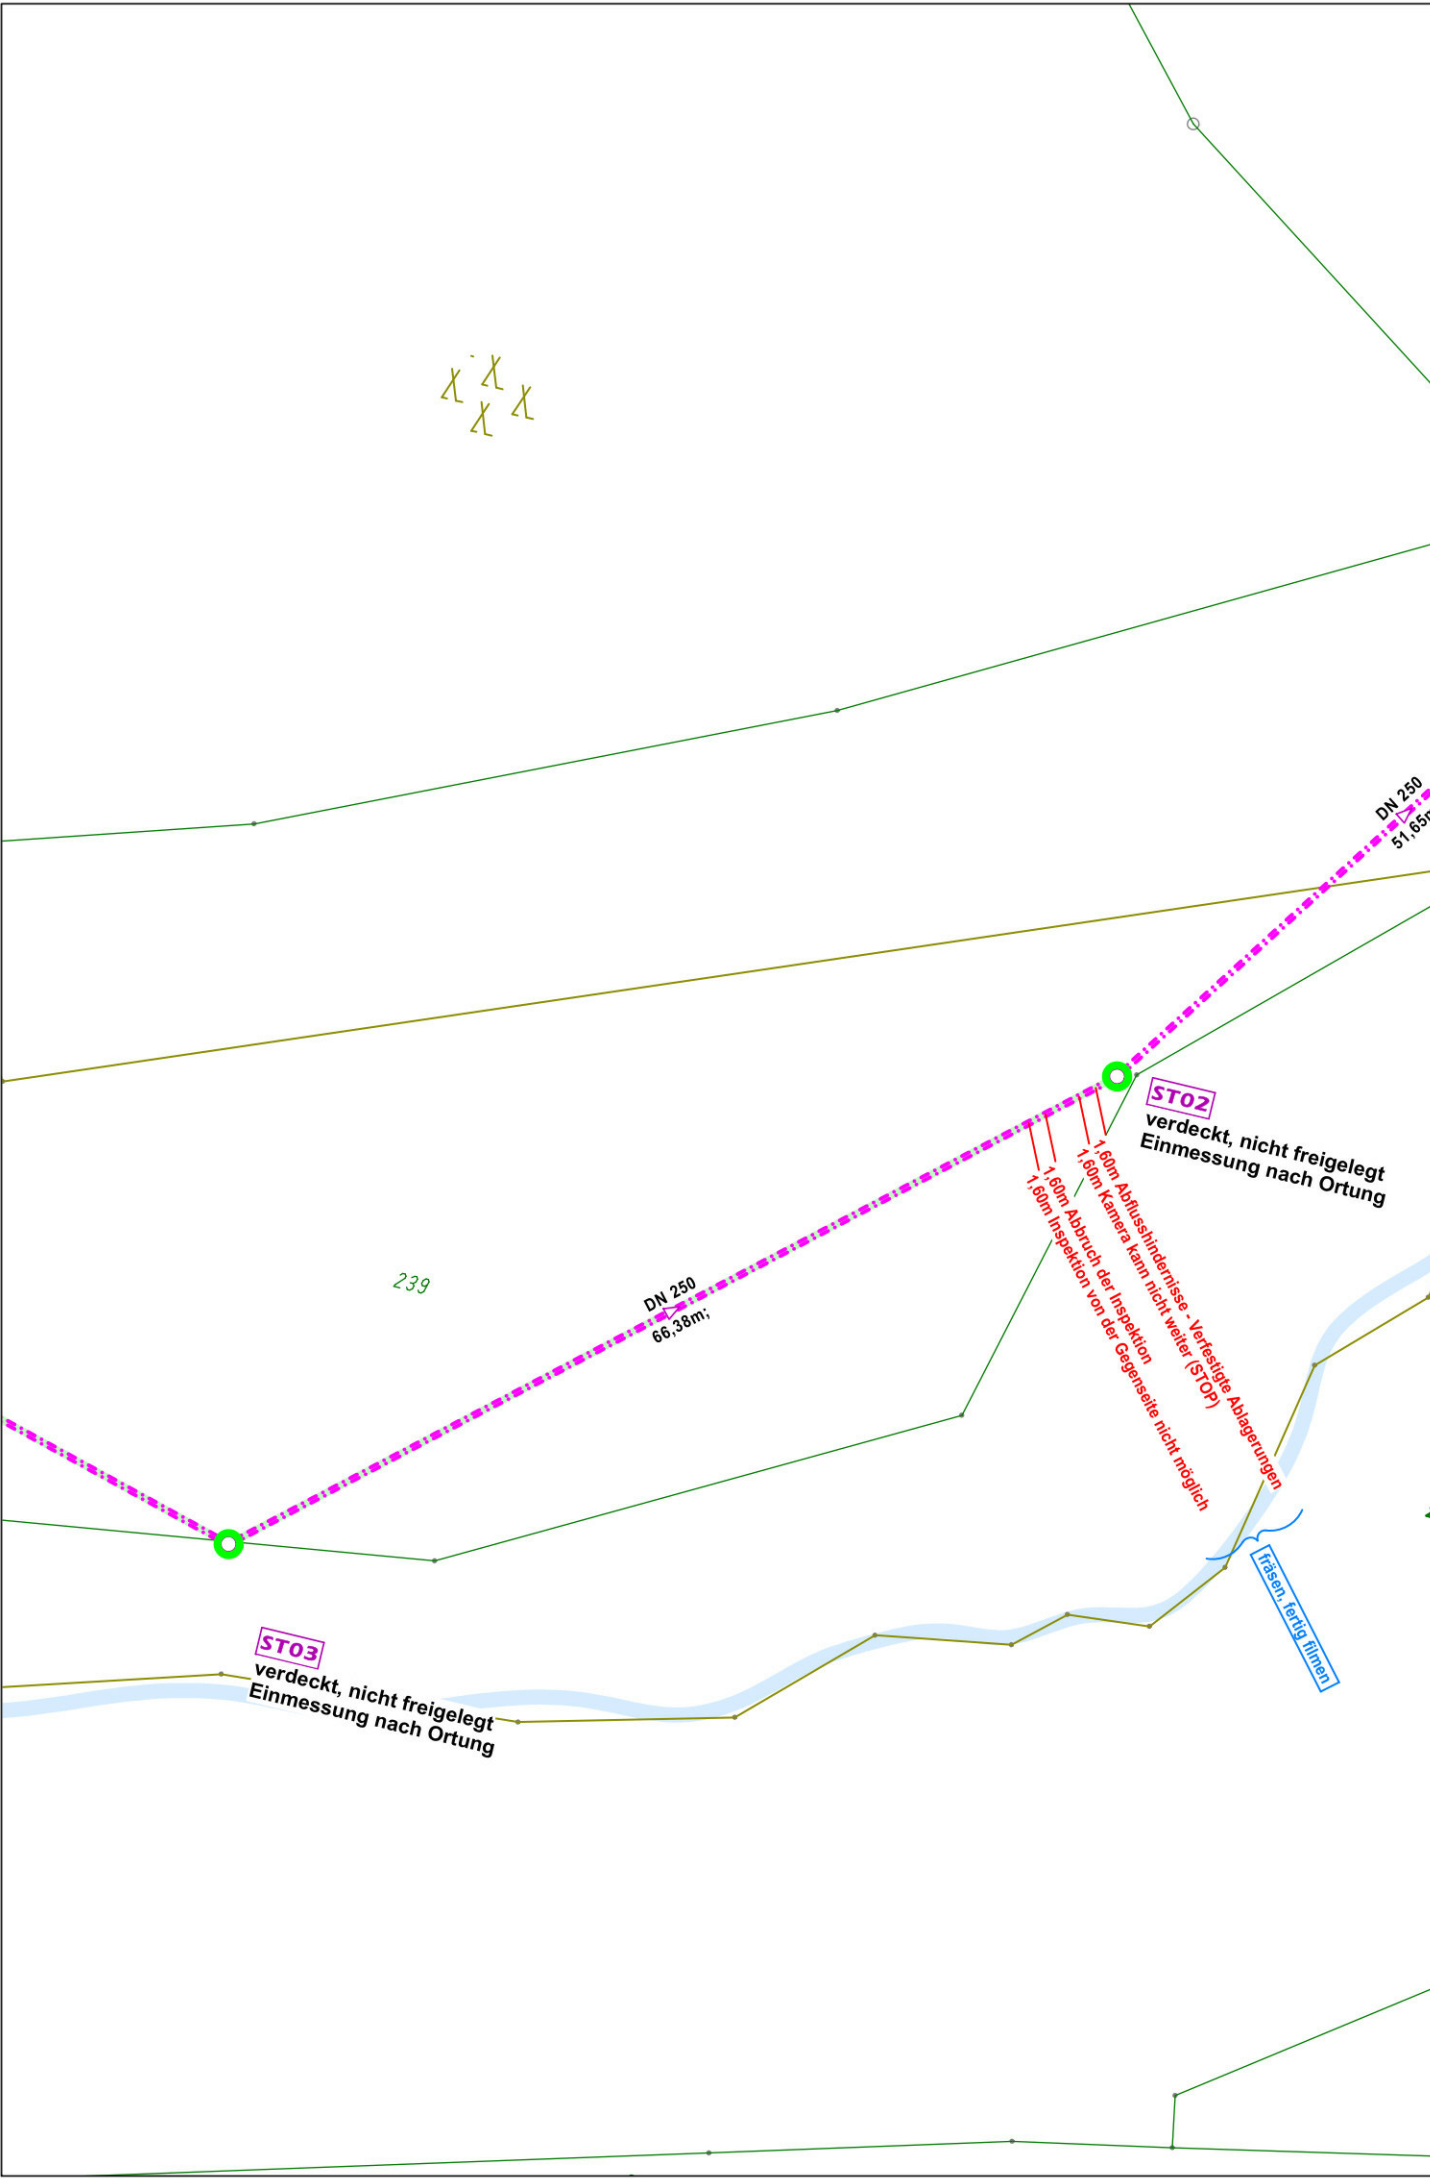 DN 250
51,65m
ST02
verdeckt, nicht freigelegt
Einmessung nach Ortung
1,60m Abflusshindernisse - Verfestigte Ablagerungen
1,60m Kamera kann nicht weiter (STOP)
1,60m Abbruch der Inspektion
1,60m Inspektion von der Gegenseite nicht möglich
239
DN 250
66,38m;
fräsen, fertig filmen
ST03
verdeckt, nicht freigelegt
Einmessung nach Ortung